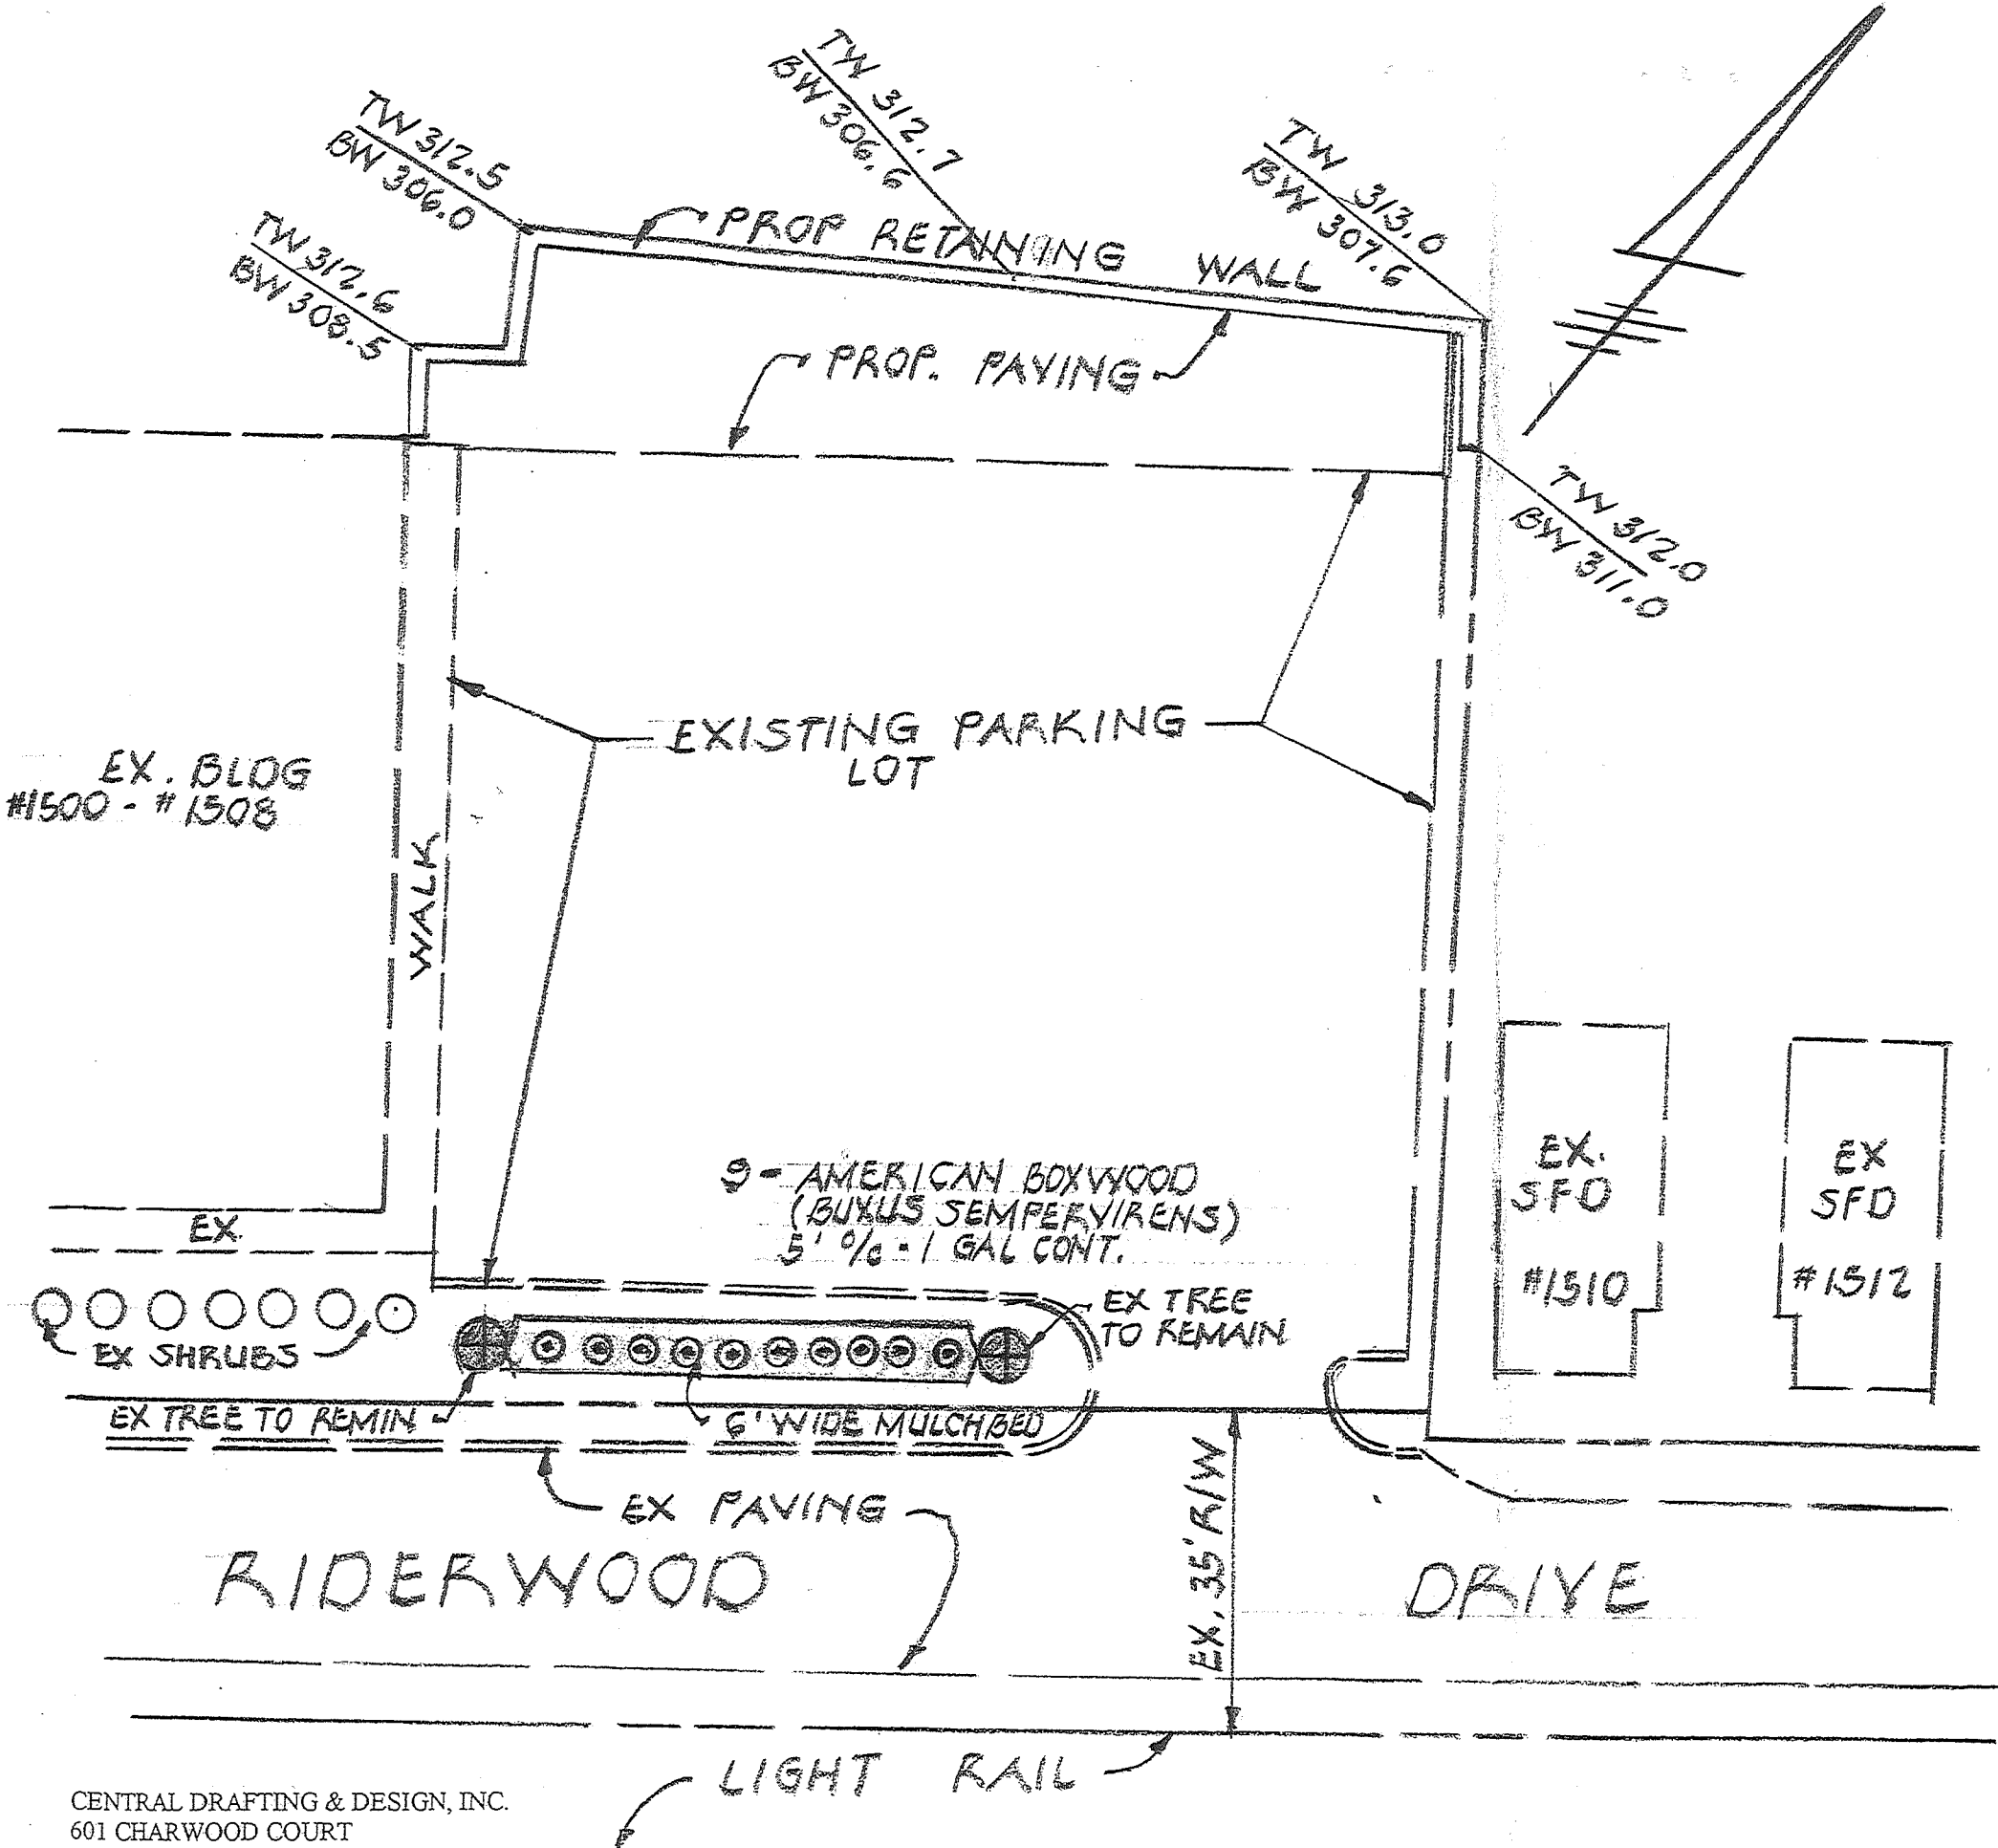 TW 312.7
BW 306.6
TW 312.5
BW 306.0
TW 313.0
BW 307.6
TW 312.6
BW 308.5
PROP RETAINING WALL
PROP. PAVING
TW 312.0
BW 311.0
EXISTING PARKING
LOT
EX. BLDG
#1500 - #1508
WALK
9 - AMERICAN BOXWOOD
(BUXUS SEMPERVIRENS)
5' o/c - 1 GAL CONT.
EX.
SFD
#1510
EX
SFD
#1512
EX.
EX TREE
TO REMAIN
EX SHRUBS
EX TREE TO REMIN
6' WIDE MULCH BED
EX PAVING
EX. 35' R/W
RIDERWOOD DRIVE
LIGHT RAIL
CENTRAL DRAFTING & DESIGN, INC.
601 CHARWOOD COURT